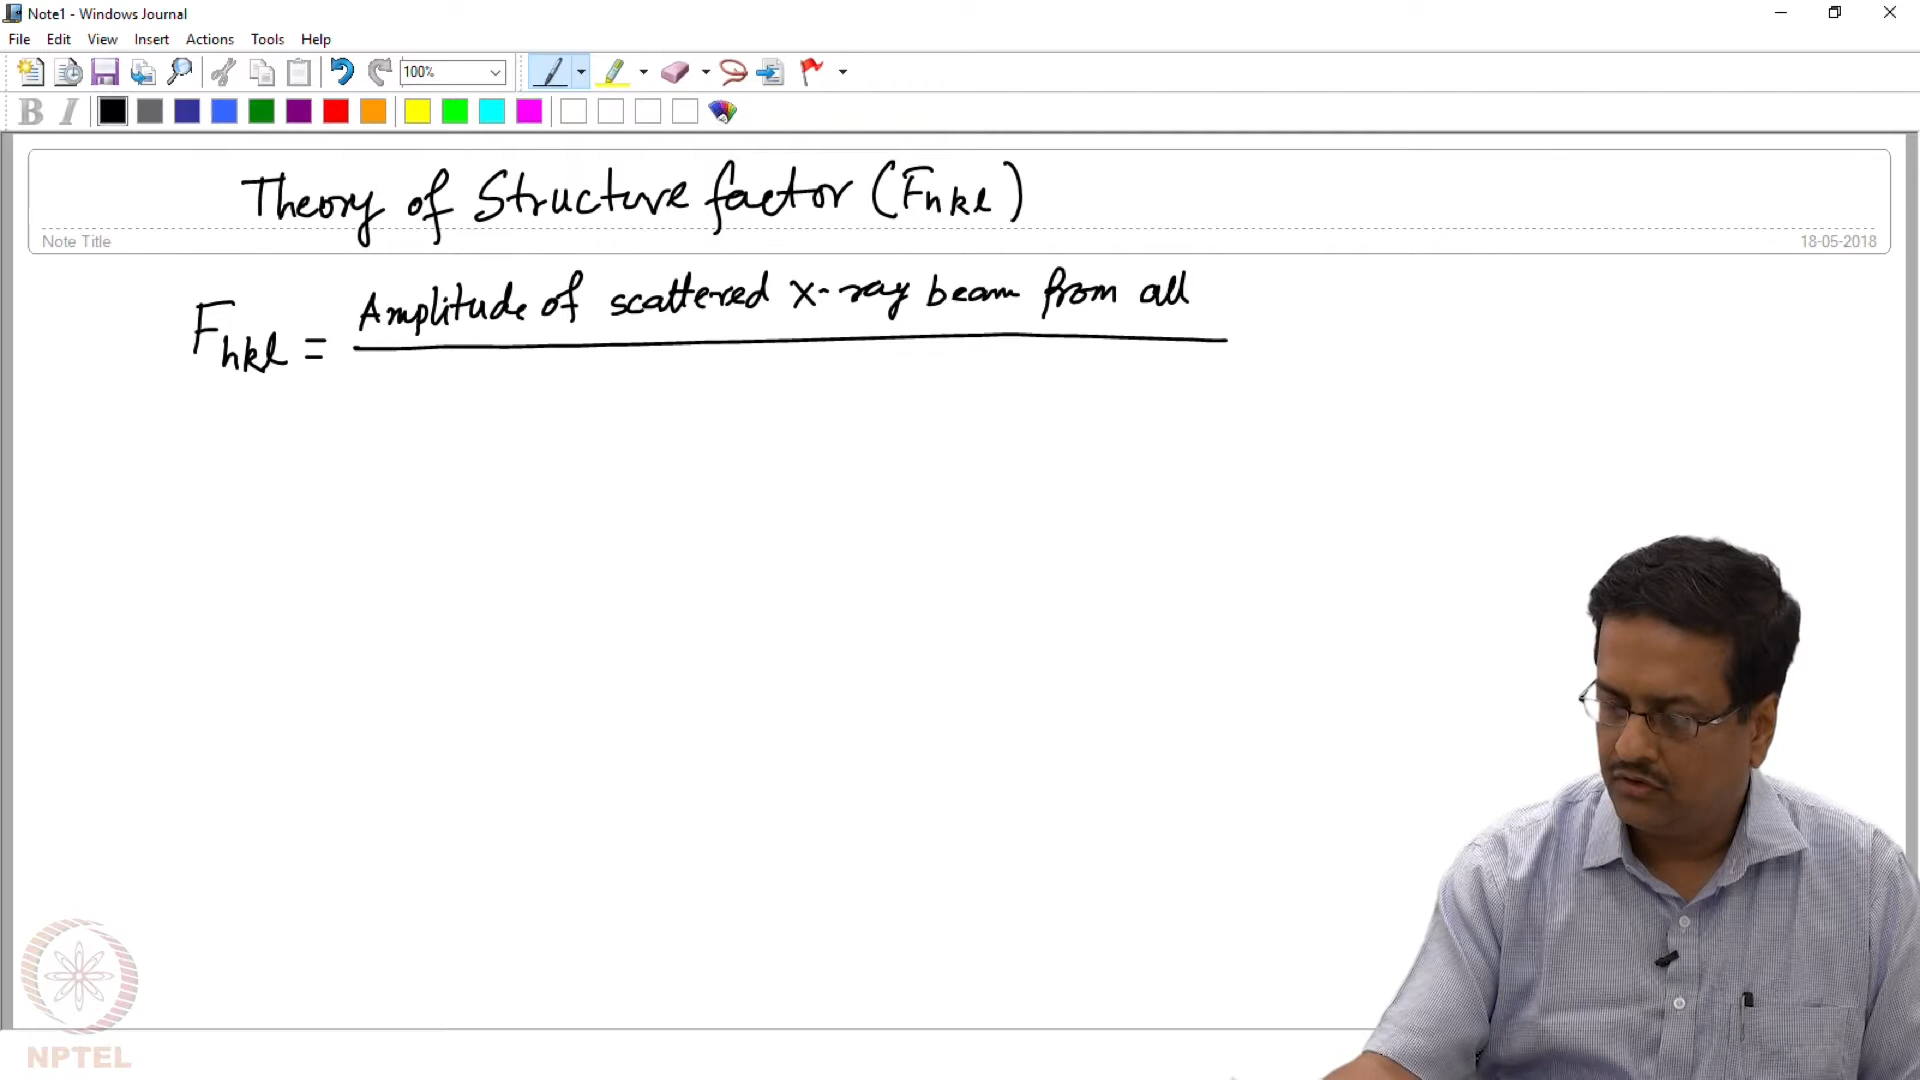 Note1 - Windows Journal
File Edit View Insert Actions Tools Help
100%
B I
Theory of Structure factor (Fhkl)
Note Title
18-05-2018
Amplitude of scattered x-ray beam from all
Fhkl =
NPTEL